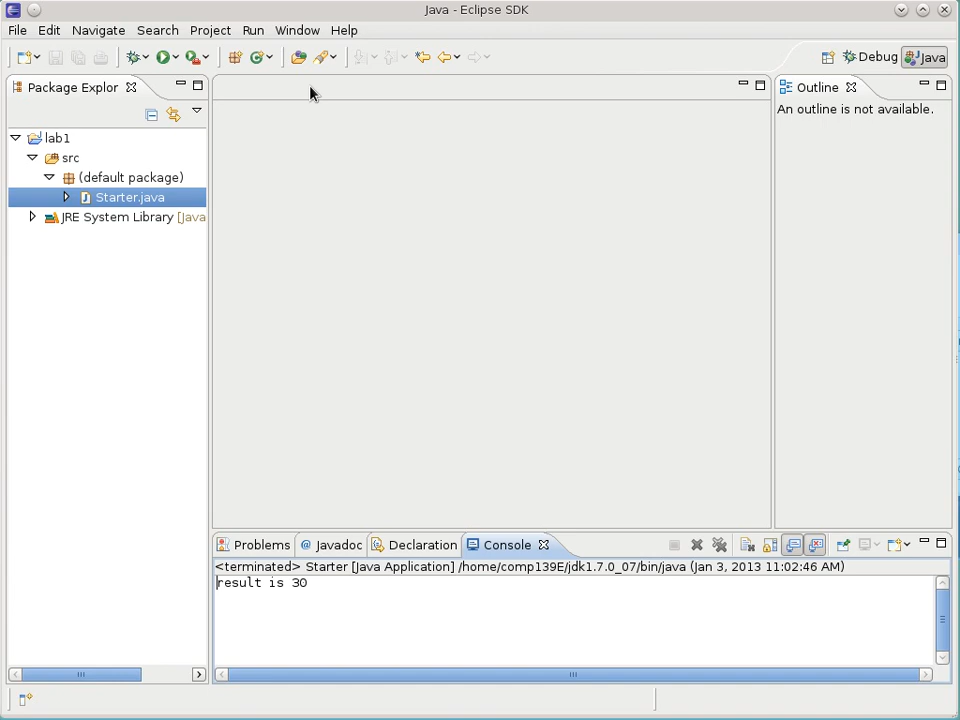 Java - Eclipse SDK
File Edit Navigate Search Project Run Window Help
Debug Java
Package Explor
Outline
An outline is not available.
lab1
src
(default package)
Starter.java
JRE System Library [Java
Problems @ Javadoc Declaration Console
<terminated> Starter [Java Application] /home/comp139E/jdk1.7.0_07/bin/java (Jan 3, 2013 11:02:46 AM)
result is 30